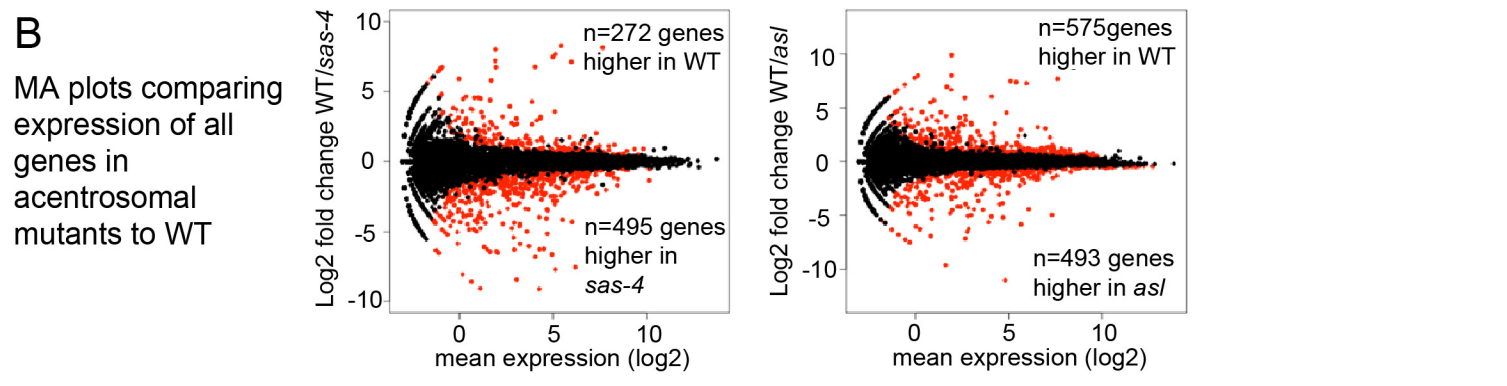 B
MA plots comparing
expression of all
genes in
acentrosomal
mutants to WT
Log2 fold change WT/sas-4
10
5
0
-5
-10
n=272 genes
higher in WT
n=495 genes
higher in
sas-4
0 5 10
mean expression (log2)
Log2 fold change WT/asl
10
5
0
-5
-10
n=575genes
higher in WT
n=493 genes
higher in asl
0 5 10
mean expression (log2)